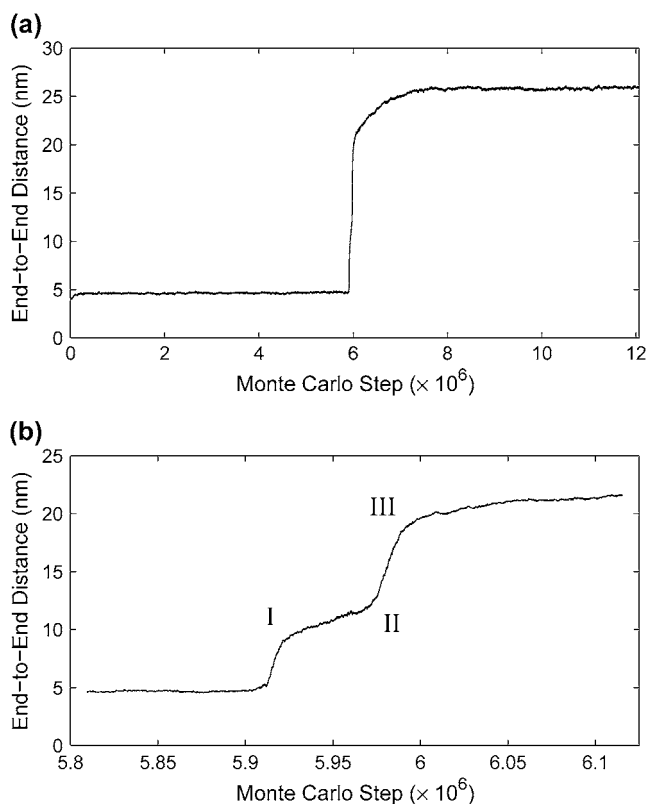 (a)
30
25
20
15
10
5
0
End-to-End Distance (nm)
0 2 4 6 8 10 12
Monte Carlo Step (× 10⁶)
(b)
25
20
15
10
5
0
End-to-End Distance (nm)
I
II
III
5.8 5.85 5.9 5.95 6 6.05 6.1
Monte Carlo Step (× 10⁶)